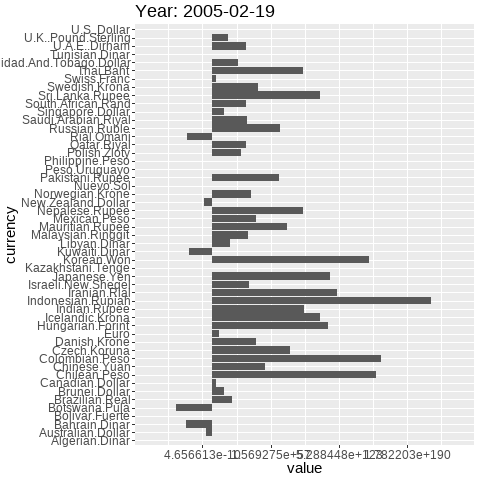 Year: 2005-02-19
U.S..Dollar
U.K..Pound.Sterling
U.A.E..Dirham
Tunisian.Dinar
idad.And.Tobago.Dollar
Thai.Baht
Swiss.Franc
Swedish.Krona
Sri.Lanka.Rupee
South.African.Rand
Singapore.Dollar
Saudi.Arabian.Riyal
Russian.Ruble
Rial.Omani
Qatar.Riyal
Polish.Zloty
Philippine.Peso
Peso.Uruguayo
Pakistani.Rupee
Nuevo.Sol
Norwegian.Krone
New.Zealand.Dollar
Nepalese.Rupee
Mexican.Peso
Mauritian.Rupee
Malaysian.Ringgit
Libyan.Dinar
Kuwaiti.Dinar
Korean.Won
Kazakhstani.Tenge
Japanese.Yen
Israeli.New.Sheqel
Iranian.Rial
Indonesian.Rupiah
Indian.Rupee
Icelandic.Krona
Hungarian.Forint
Euro
Danish.Krone
Czech.Koruna
Colombian.Peso
Chinese.Yuan
Chilean.Peso
Canadian.Dollar
Brunei.Dollar
Brazilian.Real
Botswana.Pula
Bolivar.Fuerte
Bahrain.Dinar
Australian.Dollar
Algerian.Dinar
currency
value